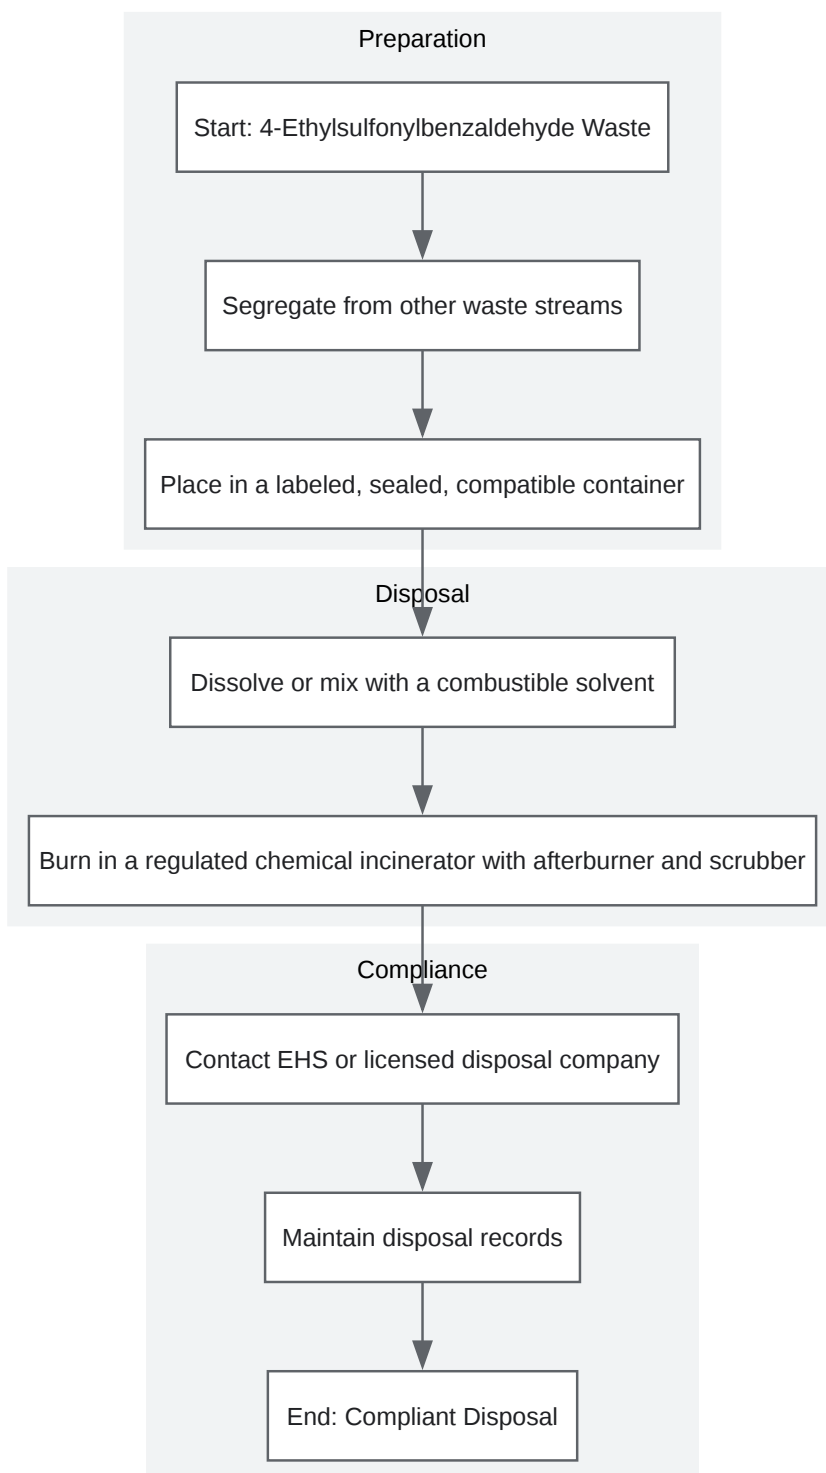 Preparation
Start: 4-Ethylsulfonylbenzaldehyde Waste
Segregate from other waste streams
Place in a labeled, sealed, compatible container
Disposal
Dissolve or mix with a combustible solvent
Burn in a regulated chemical incinerator with afterburner and scrubber
Compliance
Contact EHS or licensed disposal company
Maintain disposal records
End: Compliant Disposal